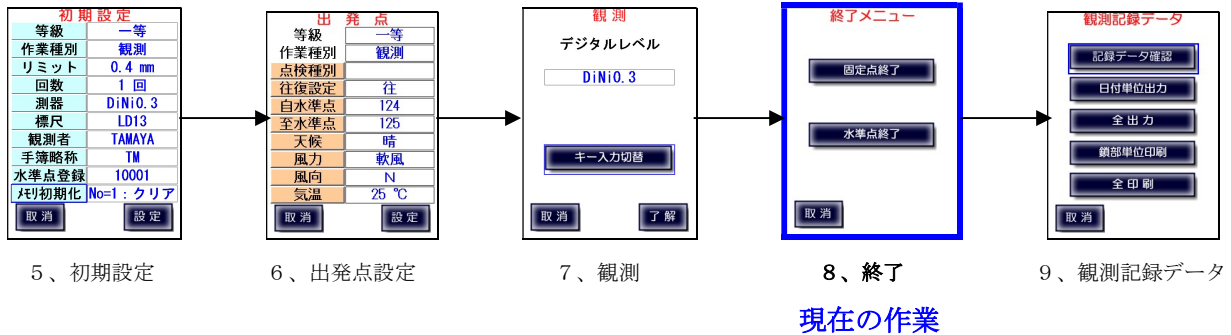 初期設定
等級 一等
作業種別 観測
リミット 0.4 mm
回数 1 回
測器 DiNi0.3
標尺 LD13
観測者 TAMAYA
手簿略称 TM
水準点登録 10001
ﾒﾓﾘ初期化 No=1:クリア
取消 設定
出発点
等級 一等
作業種別 観測
点検種別
往復設定 往
自水準点 124
至水準点 125
天候 晴
風力 軟風
風向 N
気温 25 ℃
取消 設定
観測
デジタルレベル
DiNi0.3
キー入力切替
取消 了解
終了メニュー
固定点終了
水準点終了
取消
観測記録データ
記録データ確認
日付単位出力
全出力
鎖部単位印刷
全印刷
取消
5、初期設定
6、出発点設定
7、観測
8、終了
9、観測記録データ
現在の作業